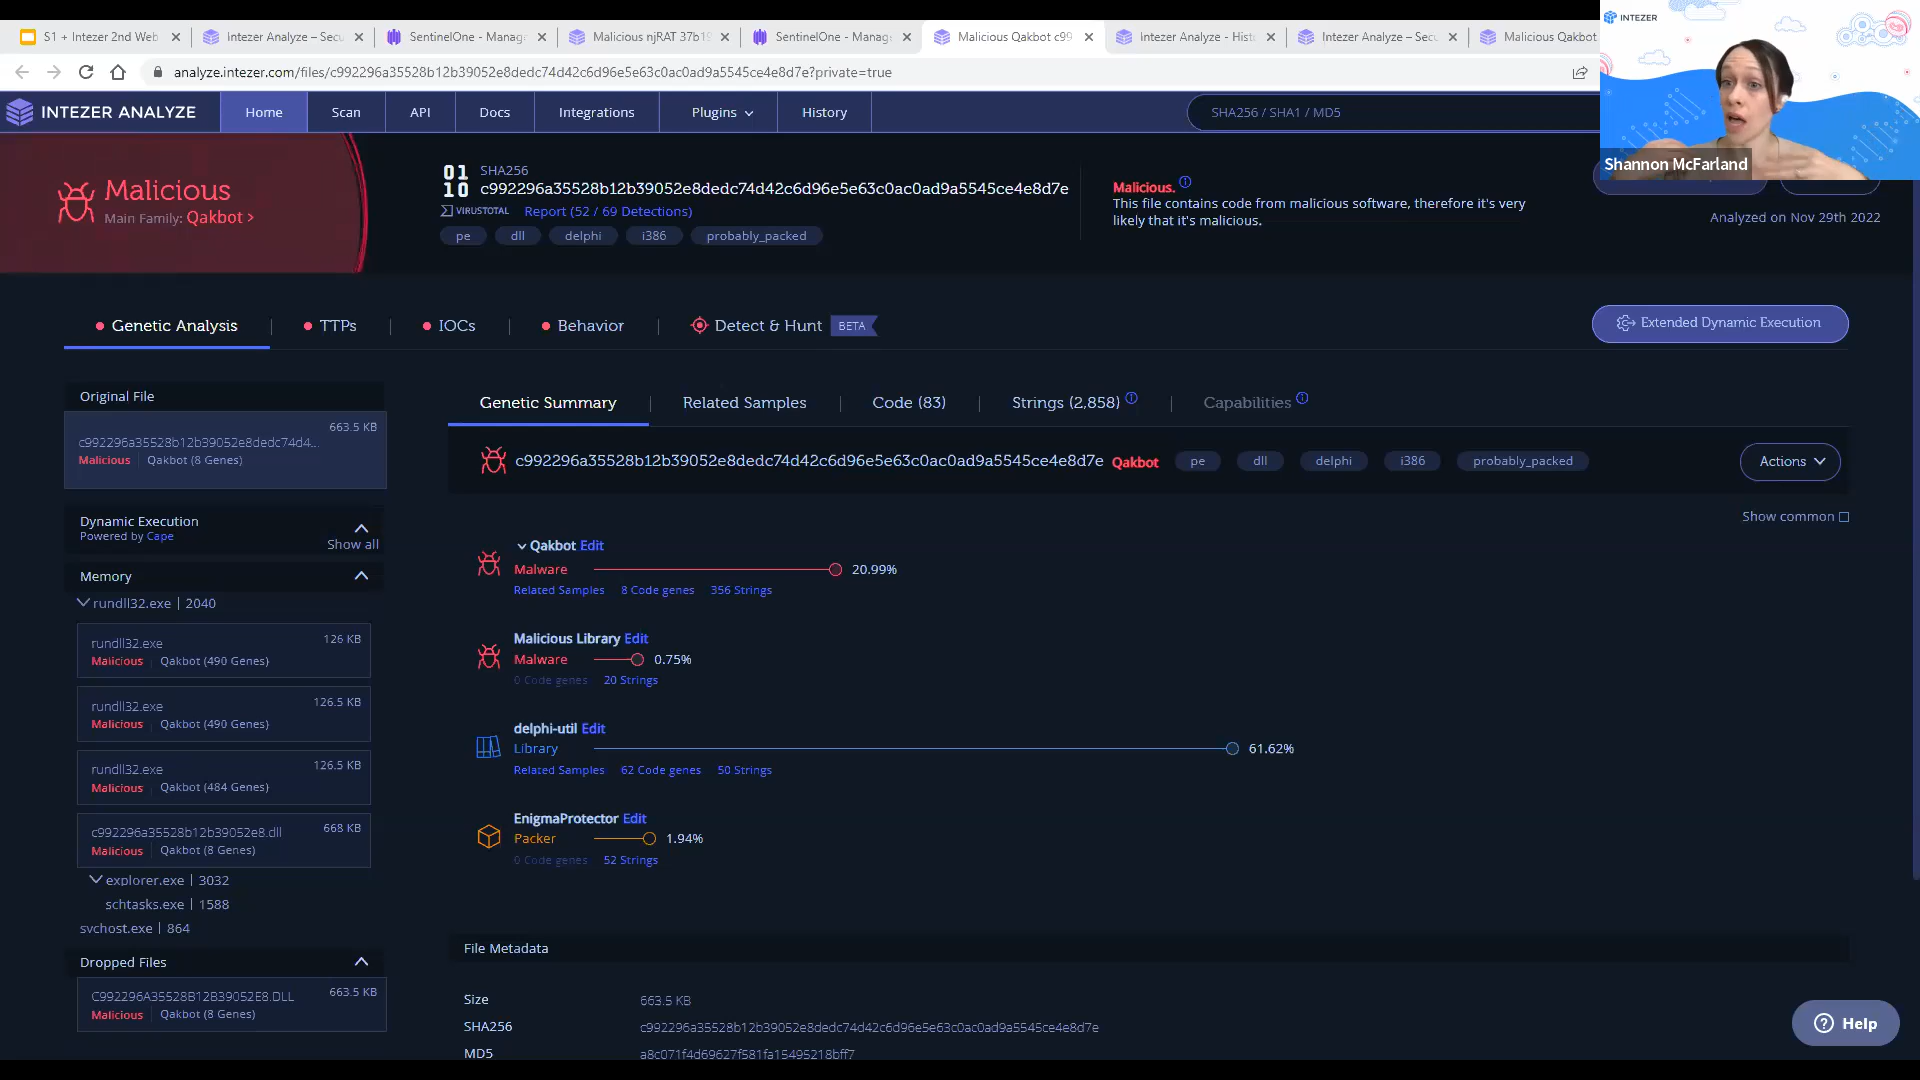 S1 + Intezer 2nd Web
Intezer Analyze – Secu
SentinelOne - Manage
Malicious njRAT 37b19
SentinelOne - Manage
Malicious Qakbot c99
Intezer Analyze - Hist
Intezer Analyze – Secu
Malicious Qakbot
analyze.intezer.com/files/c992296a35528b12b39052e8dedc74d42c6d96e5e63c0ac0ad9a5545ce4e8d7e?private=true
INTEZER
Shannon McFarland
INTEZER ANALYZE
Home
Scan
API
Docs
Integrations
Plugins
History
SHA256 / SHA1 / MD5
Malicious
Main Family: Qakbot >
01
10
SHA256
c992296a35528b12b39052e8dedc74d42c6d96e5e63c0ac0ad9a5545ce4e8d7e
VIRUSTOTAL Report (52 / 69 Detections)
pe dll delphi i386 probably_packed
Malicious.
This file contains code from malicious software, therefore it's very
likely that it's malicious.
Analyzed on Nov 29th 2022
Genetic Analysis
TTPs
IOCs
Behavior
Detect & Hunt BETA
Extended Dynamic Execution
Original File
663.5 KB
c992296a35528b12b39052e8dedc74d4...
Malicious Qakbot (8 Genes)
Dynamic Execution
Powered by Cape
Show all
Memory
rundll32.exe | 2040
rundll32.exe 126 KB
Malicious Qakbot (490 Genes)
rundll32.exe 126.5 KB
Malicious Qakbot (490 Genes)
rundll32.exe 126.5 KB
Malicious Qakbot (484 Genes)
c992296a35528b12b39052e8.dll 668 KB
Malicious Qakbot (8 Genes)
explorer.exe | 3032
schtasks.exe | 1588
svchost.exe | 864
Dropped Files
C992296A35528B12B39052E8.DLL 663.5 KB
Malicious Qakbot (8 Genes)
Genetic Summary
Related Samples
Code (83)
Strings (2,858)
Capabilities
c992296a35528b12b39052e8dedc74d42c6d96e5e63c0ac0ad9a5545ce4e8d7e Qakbot pe dll delphi i386 probably_packed
Actions
Show common
Qakbot Edit
Malware 20.99%
Related Samples 8 Code genes 356 Strings
Malicious Library Edit
Malware 0.75%
0 Code genes 20 Strings
delphi-util Edit
Library 61.62%
Related Samples 62 Code genes 50 Strings
EnigmaProtector Edit
Packer 1.94%
0 Code genes 52 Strings
File Metadata
Size 663.5 KB
SHA256 c992296a35528b12b39052e8dedc74d42c6d96e5e63c0ac0ad9a5545ce4e8d7e
MD5 a8c071f4d69627f581fa15495218bff7
Help